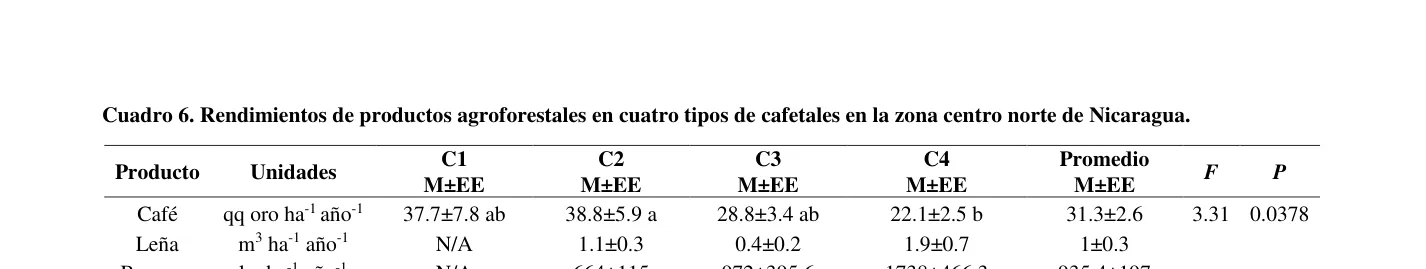 Cuadro 6. Rendimientos de productos agroforestales en cuatro tipos de cafetales en la zona centro norte de Nicaragua.
Producto Unidades C1 C2 C3 C4 Promedio F P
M±EE M±EE M±EE M±EE M±EE
Café qq oro ha⁻¹ año⁻¹ 37.7±7.8 ab 38.8±5.9 a 28.8±3.4 ab 22.1±2.5 b 31.3±2.6 3.31 0.0378
Leña m³ ha⁻¹ año⁻¹ N/A 1.1±0.3 0.4±0.2 1.9±0.7 1±0.3